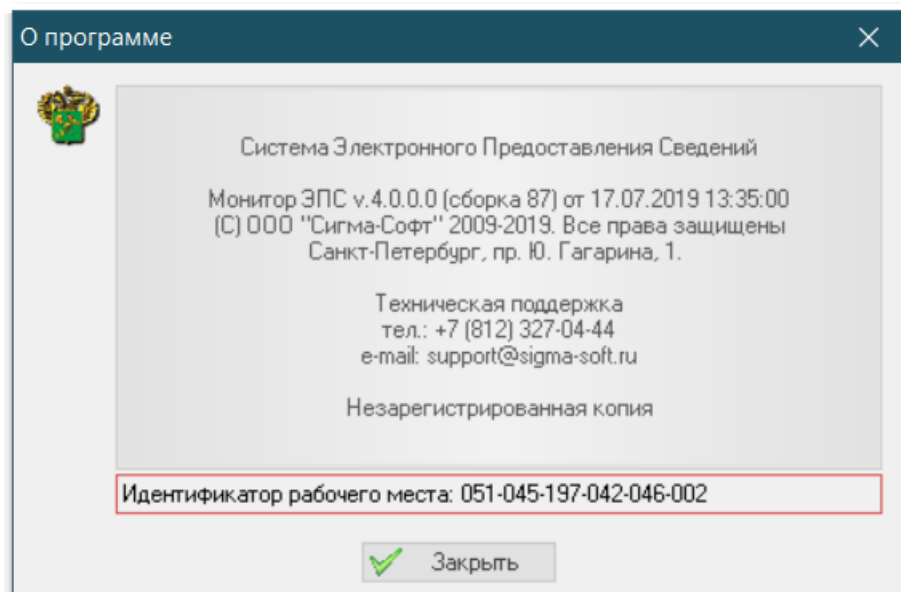 О программе
Система Электронного Предоставления Сведений
Монитор ЭПС v.4.0.0.0 (сборка 87) от 17.07.2019 13:35:00
(С) ООО "Сигма-Софт" 2009-2019. Все права защищены
Санкт-Петербург, пр. Ю. Гагарина, 1.
Техническая поддержка
тел.: +7 (812) 327-04-44
e-mail: support@sigma-soft.ru
Незарегистрированная копия
Идентификатор рабочего места: 051-045-197-042-046-002
Закрыть